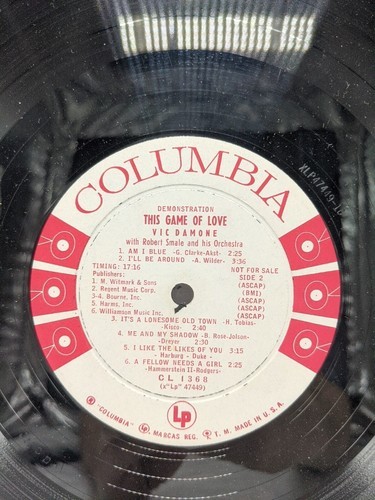 COLUMBIA
DEMONSTRATION
THIS GAME OF LOVE
VIC DAMONE
with Robert Smale and his Orchestra
1. AM I BLUE -G. Clarke-Akst- 2:25
2. I'LL BE AROUND -A. Wilder- 3:36
TIMING: 17:16 NOT FOR SALE
Publishers: SIDE 2
1. M. Witmark & Sons (ASCAP)
2. Regent Music Corp. (BMI)
3-4. Bourne, Inc. (ASCAP)
5. Harms, Inc. (ASCAP)
6. Williamson Music Inc. (ASCAP)
3. IT'S A LONESOME OLD TOWN -H. Tobias-
Kisco- 2:40
4. ME AND MY SHADOW -B. Rose-Jolson-
Dreyer - 2:30
5. I LIKE THE LIKES OF YOU 3:15
- Harburg - Duke -
6. A FELLOW NEEDS A GIRL - 2:25
-Hammerstein II-Rodgers-
CL 1368
(x"Lp" 47449)
Lp
"COLUMBIA", MARCAS REG. T. M. MADE IN U. S. A.